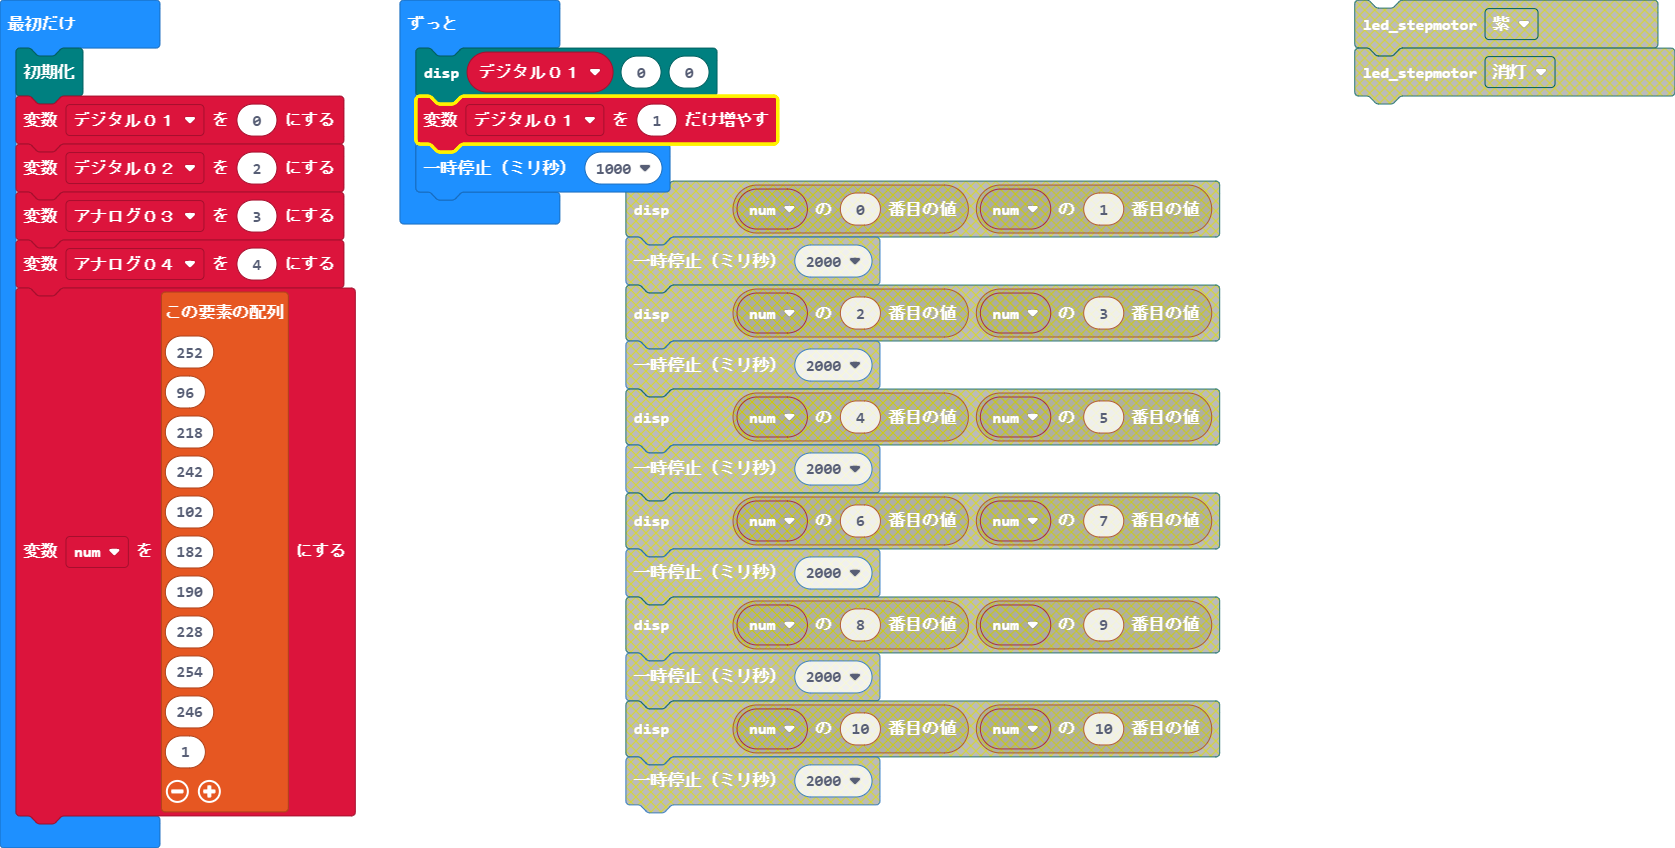 最初だけ
初期化
変数 デジタル０１ を 0 にする
変数 デジタル０２ を 2 にする
変数 アナログ０３ を 3 にする
変数 アナログ０４ を 4 にする
変数 num を この要素の配列 にする
252
96
218
242
102
182
190
228
254
246
1
ずっと
disp デジタル０１ 0 0
変数 デジタル０１ を 1 だけ増やす
一時停止（ミリ秒） 1000
disp num の 0 番目の値 num の 1 番目の値
一時停止（ミリ秒） 2000
disp num の 2 番目の値 num の 3 番目の値
一時停止（ミリ秒） 2000
disp num の 4 番目の値 num の 5 番目の値
一時停止（ミリ秒） 2000
disp num の 6 番目の値 num の 7 番目の値
一時停止（ミリ秒） 2000
disp num の 8 番目の値 num の 9 番目の値
一時停止（ミリ秒） 2000
disp num の 10 番目の値 num の 10 番目の値
一時停止（ミリ秒） 2000
led_stepmotor 紫
led_stepmotor 消灯